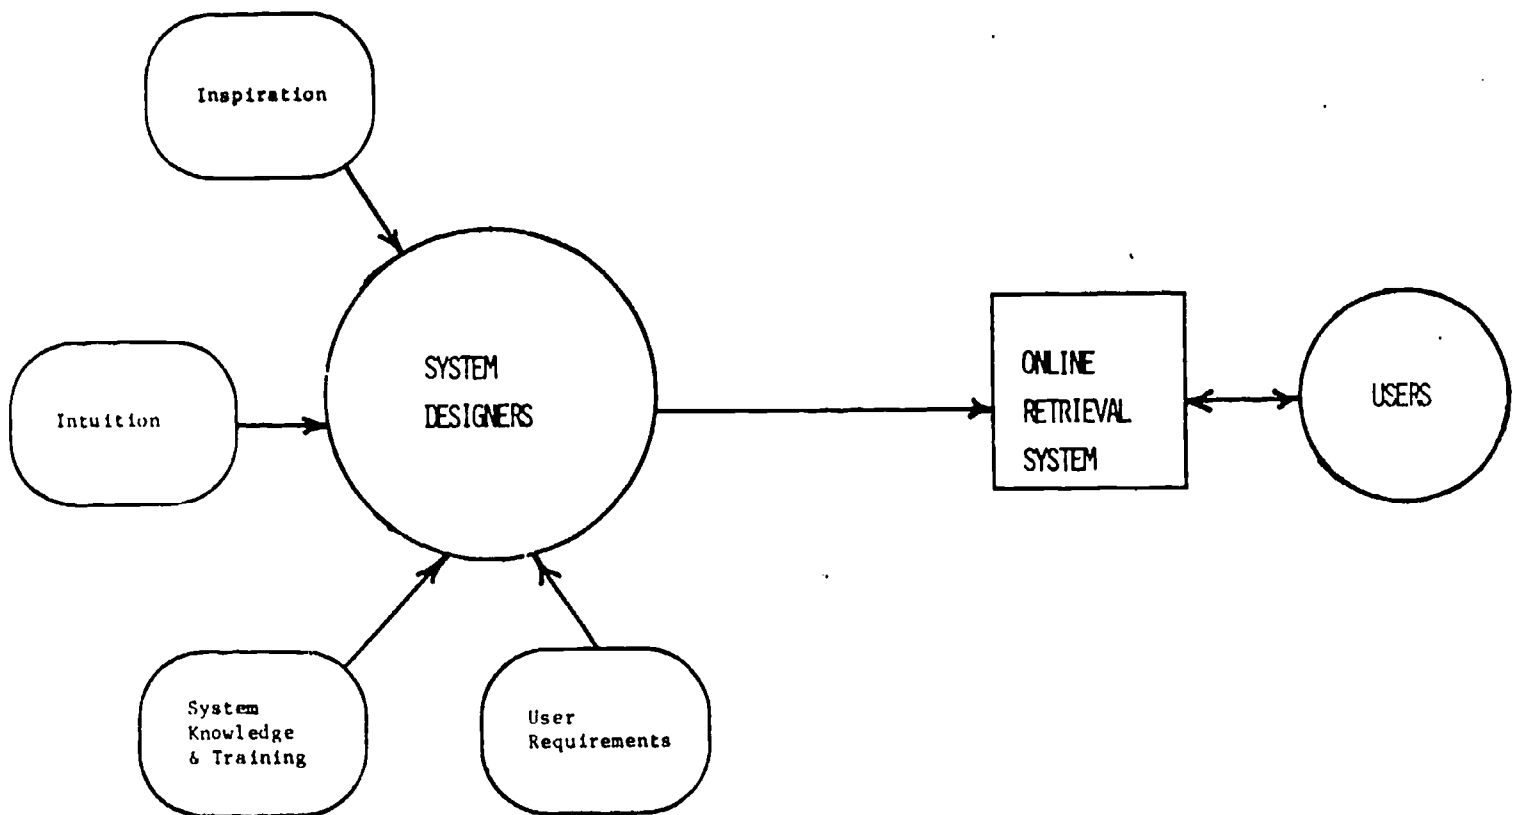 Inspiration
Intuition
SYSTEM
DESIGNERS
ONLINE
RETRIEVAL
SYSTEM
USERS
System
Knowledge
& Training
User
Requirements